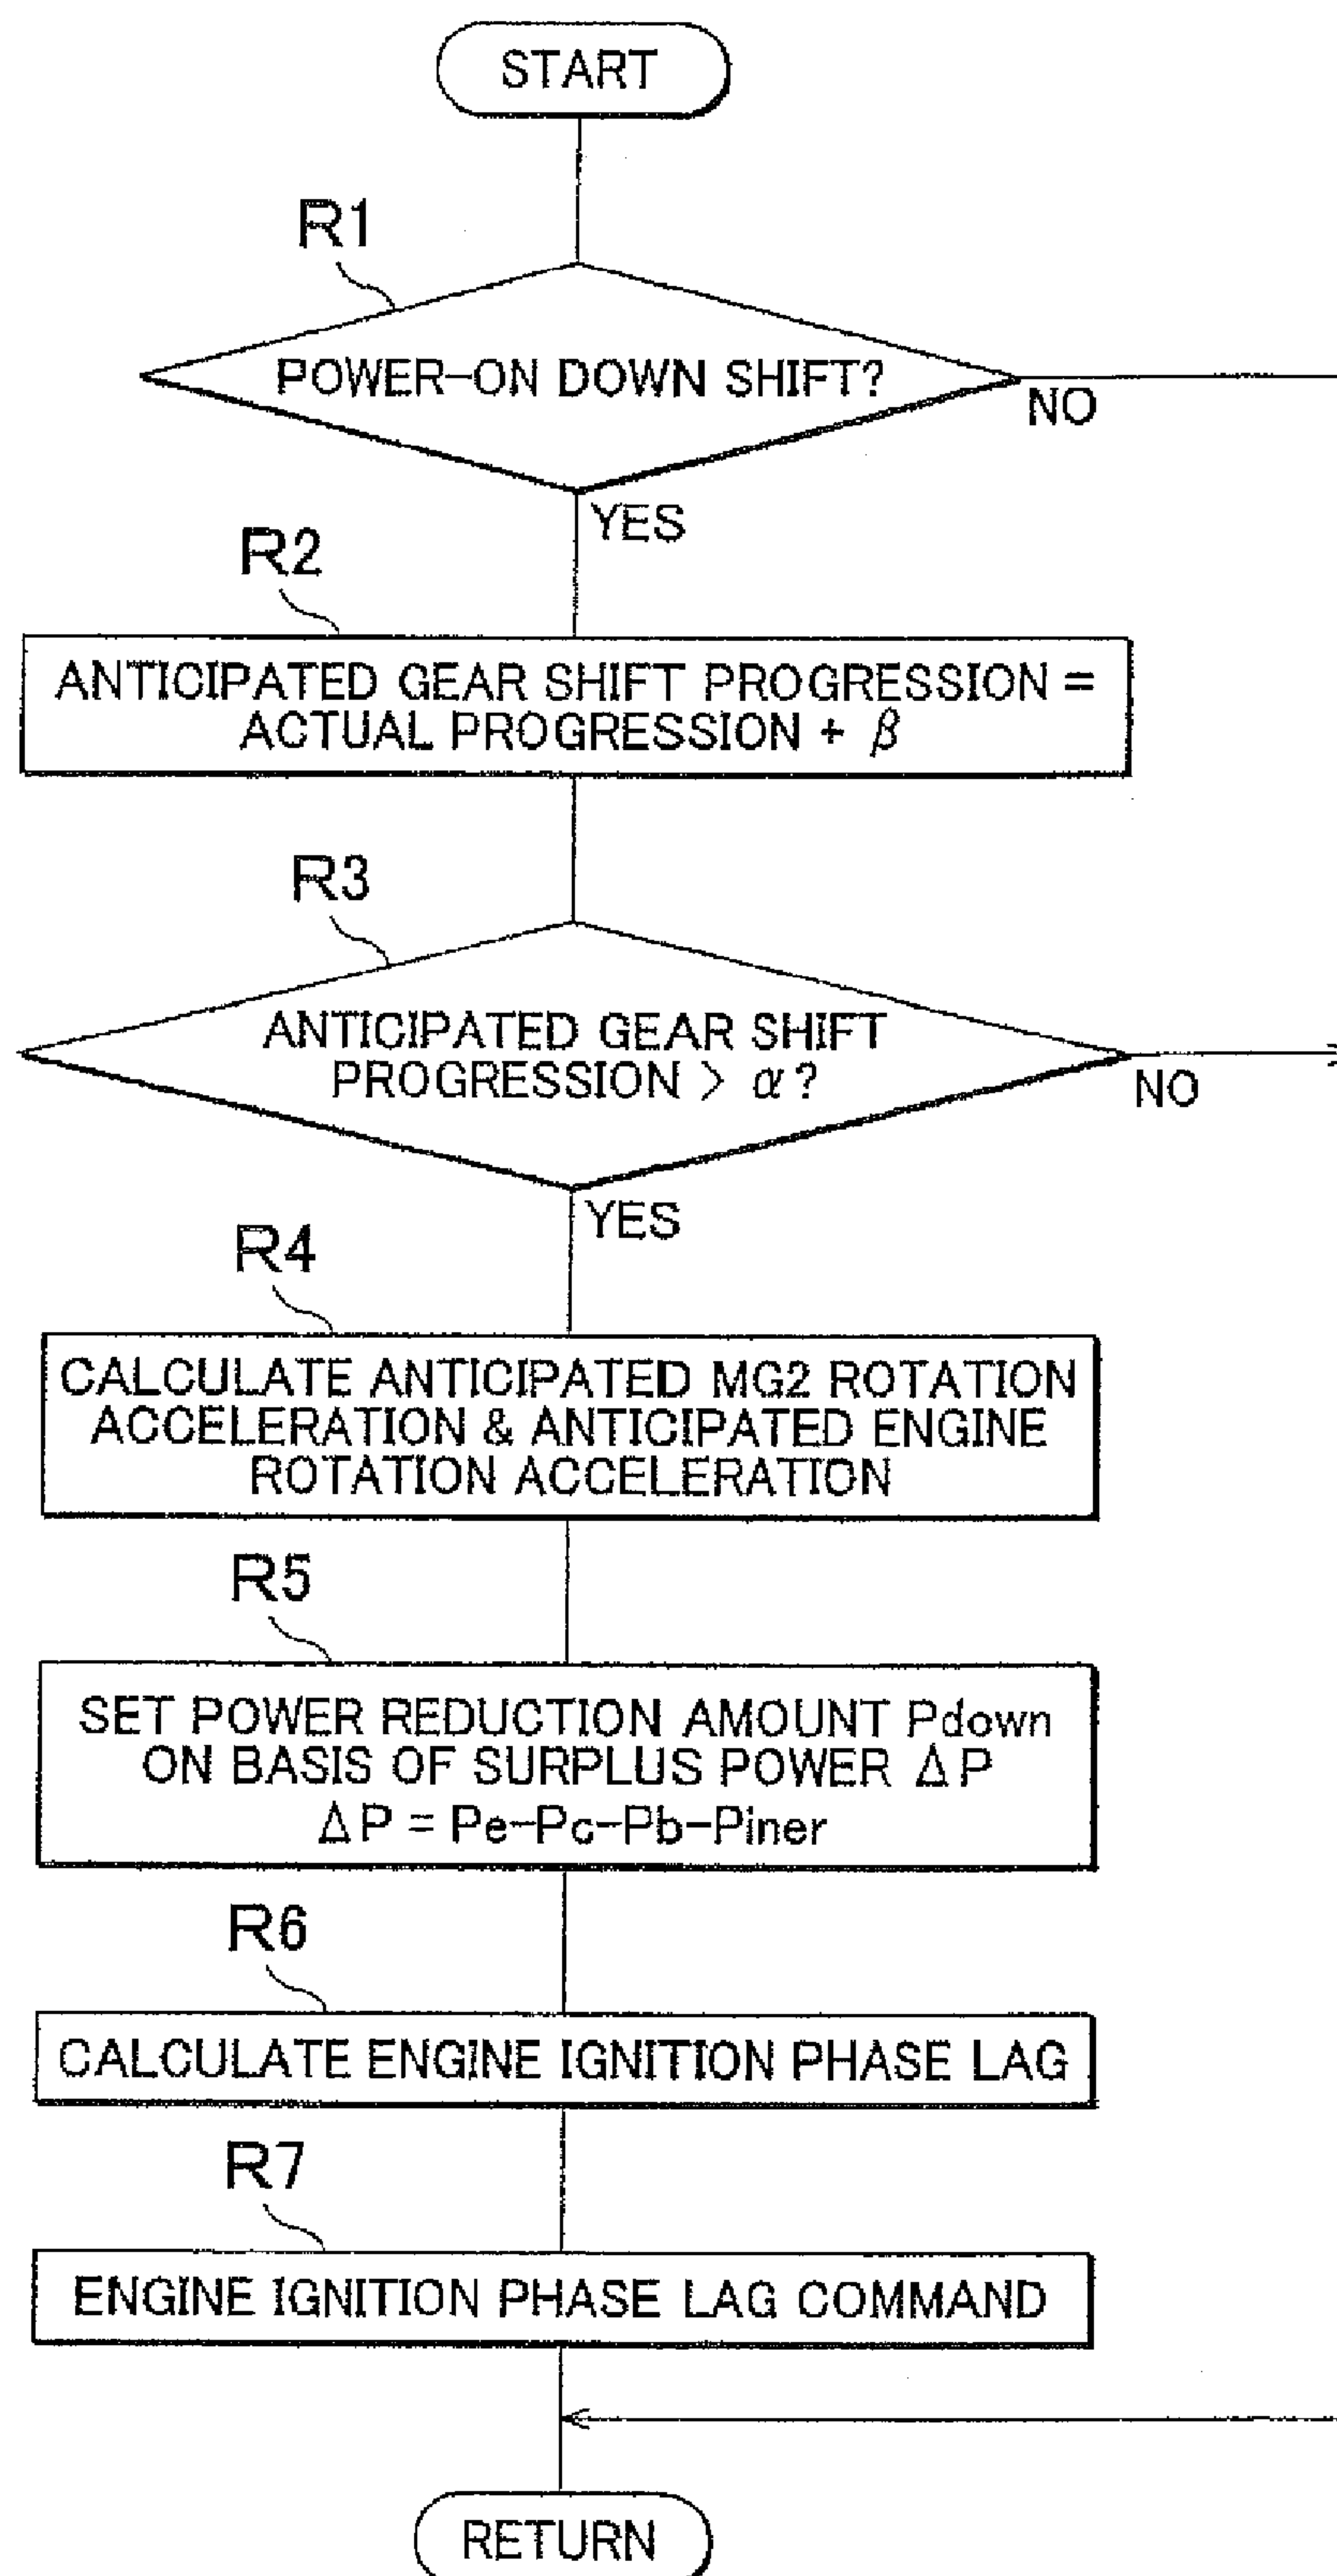 START
R1
POWER-ON DOWN SHIFT?
NO
YES
R2
ANTICIPATED GEAR SHIFT PROGRESSION =
ACTUAL PROGRESSION + β
R3
ANTICIPATED GEAR SHIFT
PROGRESSION > α?
NO
YES
R4
CALCULATE ANTICIPATED MG2 ROTATION
ACCELERATION & ANTICIPATED ENGINE
ROTATION ACCELERATION
R5
SET POWER REDUCTION AMOUNT Pdown
ON BASIS OF SURPLUS POWER ΔP
ΔP = Pe-Pc-Pb-Piner
R6
CALCULATE ENGINE IGNITION PHASE LAG
R7
ENGINE IGNITION PHASE LAG COMMAND
RETURN